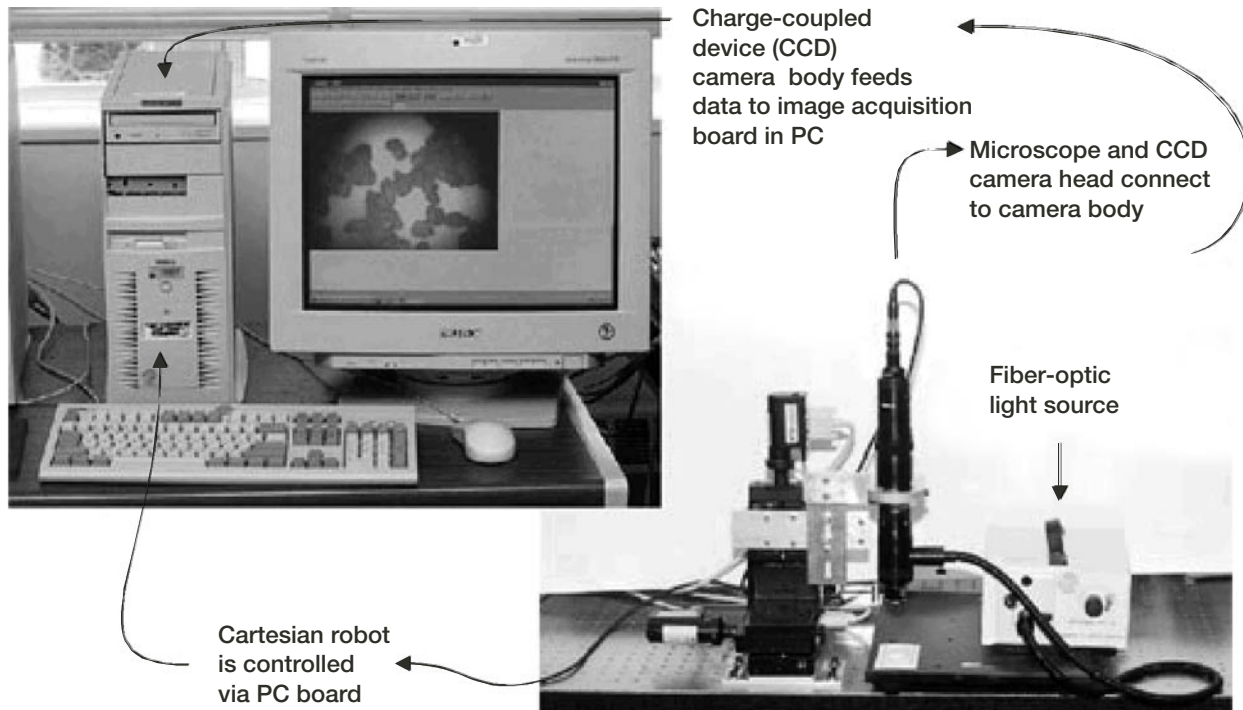 Charge-coupled
device (CCD)
camera body feeds
data to image acquisition
board in PC
Microscope and CCD
camera head connect
to camera body
Fiber-optic
light source
Cartesian robot
is controlled
via PC board